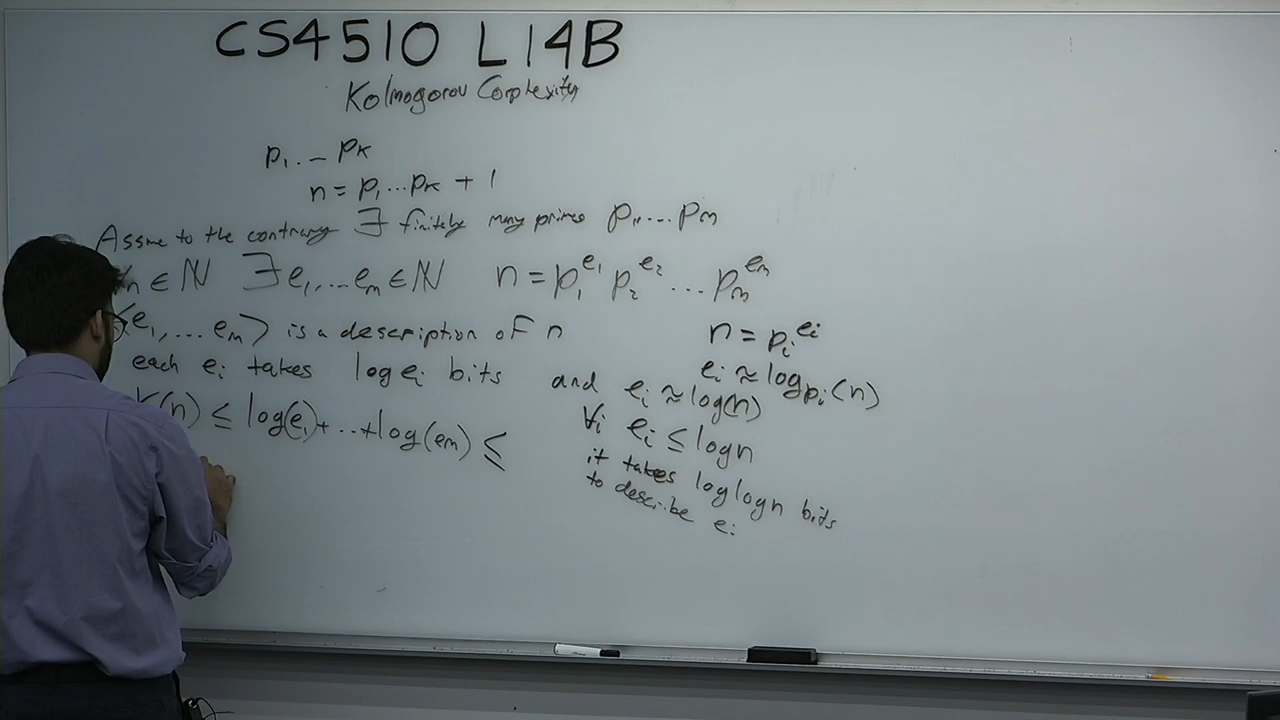 CS4510 L14B
Kolmogorov Complexity
p₁... pₖ
n = p₁...pₖ + 1
Assme to the contrary ∃ finitely many primes p₁,...pₘ
n ∈ ℕ ∃e₁,...eₘ ∈ ℕ n = p₁^e₁ p₂^e₂ ... pₘ^eₘ
e₁,...eₘ⟩ is a description of n
n = pᵢ^eᵢ
each eᵢ takes log eᵢ bits and eᵢ ≈ log(n)
eᵢ ≈ log_pᵢ(n)
(n) ≤ log(e₁)+...+log(eₘ) ≤
∀i eᵢ ≤ log n
it takes loglogn bits
to describe eᵢ